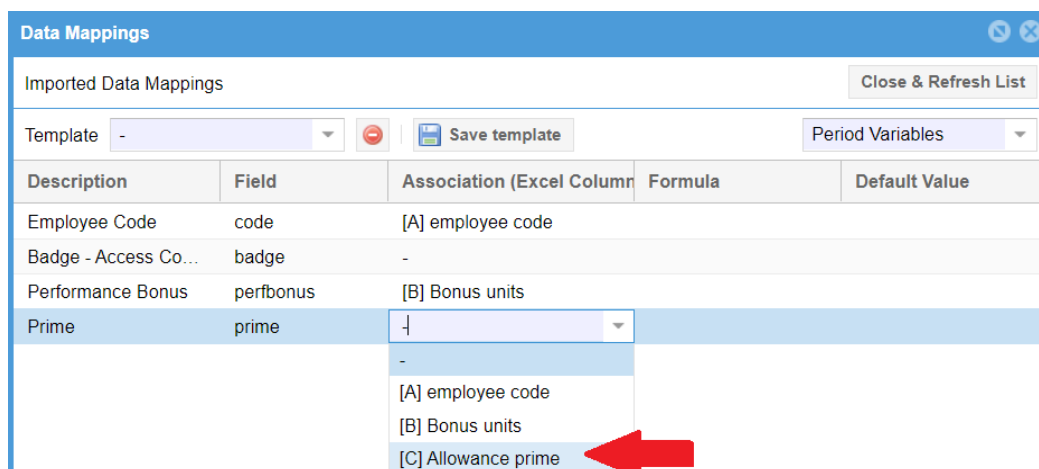 Data Mappings
Imported Data Mappings Close & Refresh List
Template - Save template Period Variables
Description Field Association (Excel Column Formula Default Value
Employee Code code [A] employee code
Badge - Access Co... badge -
Performance Bonus perfbonus [B] Bonus units
Prime prime -
-
[A] employee code
[B] Bonus units
[C] Allowance prime